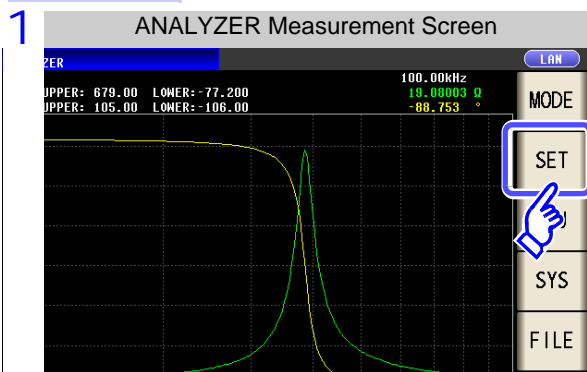 1 ANALYZER Measurement Screen
ZER
LAN
100.00kHz
UPPER: 679.00 LOWER:-77.200 19.08003 Ω
UPPER: 105.00 LOWER:-106.00 -88.753 °
MODE
SET
SYS
FILE